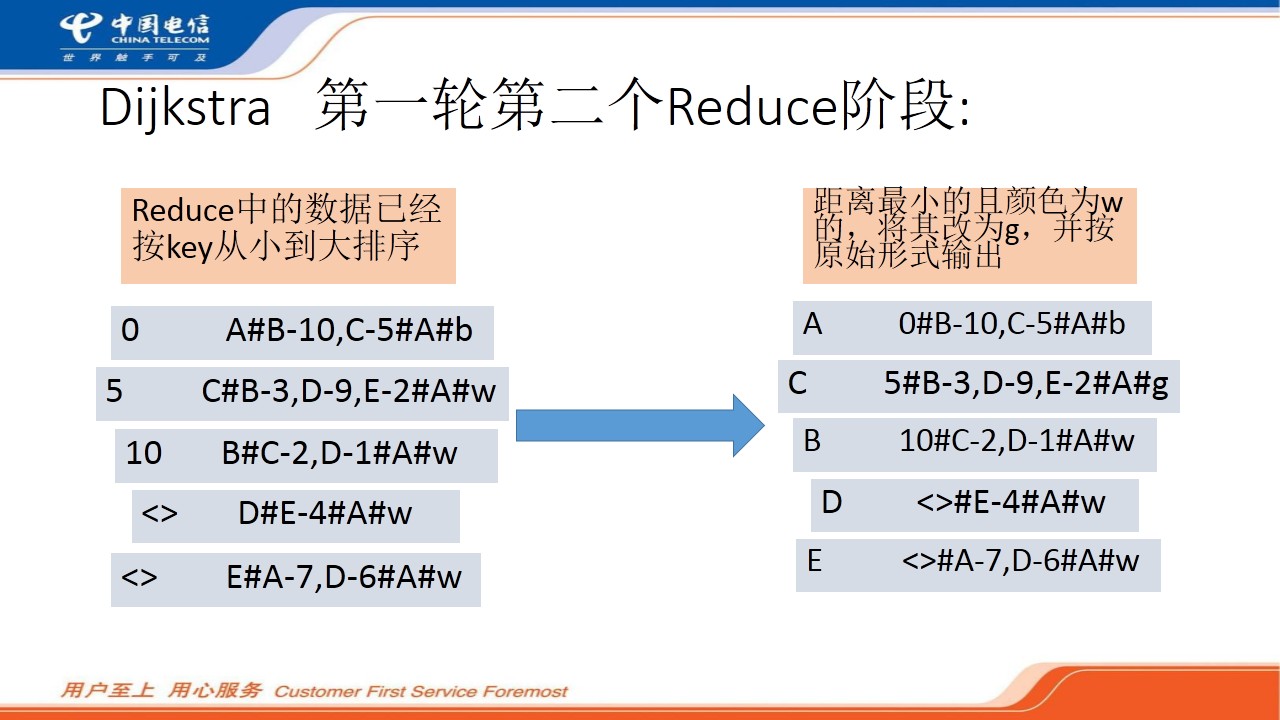 中国电信
CHINA TELECOM
世界触手可及
Dijkstra 第一轮第二个Reduce阶段:
Reduce中的数据已经
按key从小到大排序
0 A#B-10,C-5#A#b
5 C#B-3,D-9,E-2#A#w
10 B#C-2,D-1#A#w
<> D#E-4#A#w
<> E#A-7,D-6#A#w
距离最小的且颜色为w
的，将其改为g，并按
原始形式输出
A 0#B-10,C-5#A#b
C 5#B-3,D-9,E-2#A#g
B 10#C-2,D-1#A#w
D <>#E-4#A#w
E <>#A-7,D-6#A#w
用户至上 用心服务 Customer First Service Foremost